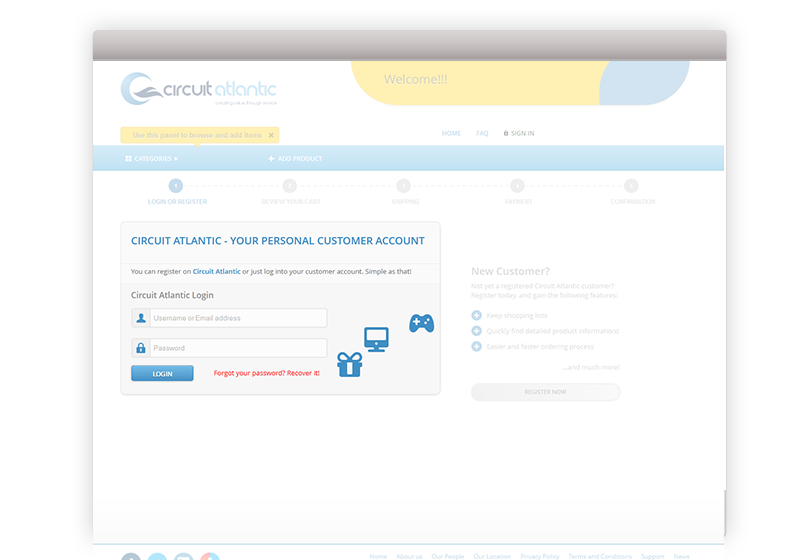 circuit atlantic
Welcome!!!
Use this panel to browse and add items ×
HOME FAQ SIGN IN
CATEGORIES ADD PRODUCT
1 2 3 4 5
LOGIN OR REGISTER REVIEW YOUR CART SHIPPING PAYMENT CONFIRMATION
CIRCUIT ATLANTIC - YOUR PERSONAL CUSTOMER ACCOUNT
You can register on Circuit Atlantic or just log into your customer account. Simple as that!
Circuit Atlantic Login
Username or Email address
Password
LOGIN Forgot your password? Recover it!
New Customer?
Not yet a registered Circuit Atlantic customer?
Register today and gain the following features:
Keep shopping lists
Quickly find detailed product informations
Easier and faster ordering process
...and much more!
REGISTER NOW
Home About us Our People Our Location Privacy Policy Terms and Conditions Support News